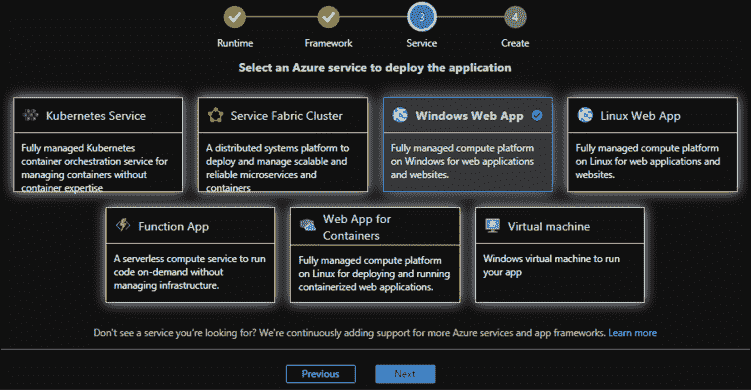 3
4
Runtime
Framework
Service
Create
Select an Azure service to deploy the application
Kubernetes Service
Fully managed Kubernetes
container orchestration service for
managing containers without
container expertise
Service Fabric Cluster
A distributed systems platform to
deploy and manage scalable and
reliable microservices and
containers
Windows Web App
Fully managed compute platform
on Windows for web applications
and websites.
Linux Web App
Fully managed compute platform
on Linux for web applications and
websites.
Function App
A serverless compute service to run
code on-demand without
managing infrastructure.
Web App for
Containers
Fully managed compute platform
on Linux for deploying and running
containerized web applications.
Virtual machine
Windows virtual machine to run
your app
Don't see a service you're looking for? We're continuously adding support for more Azure services and app frameworks. Learn more
Previous
Next